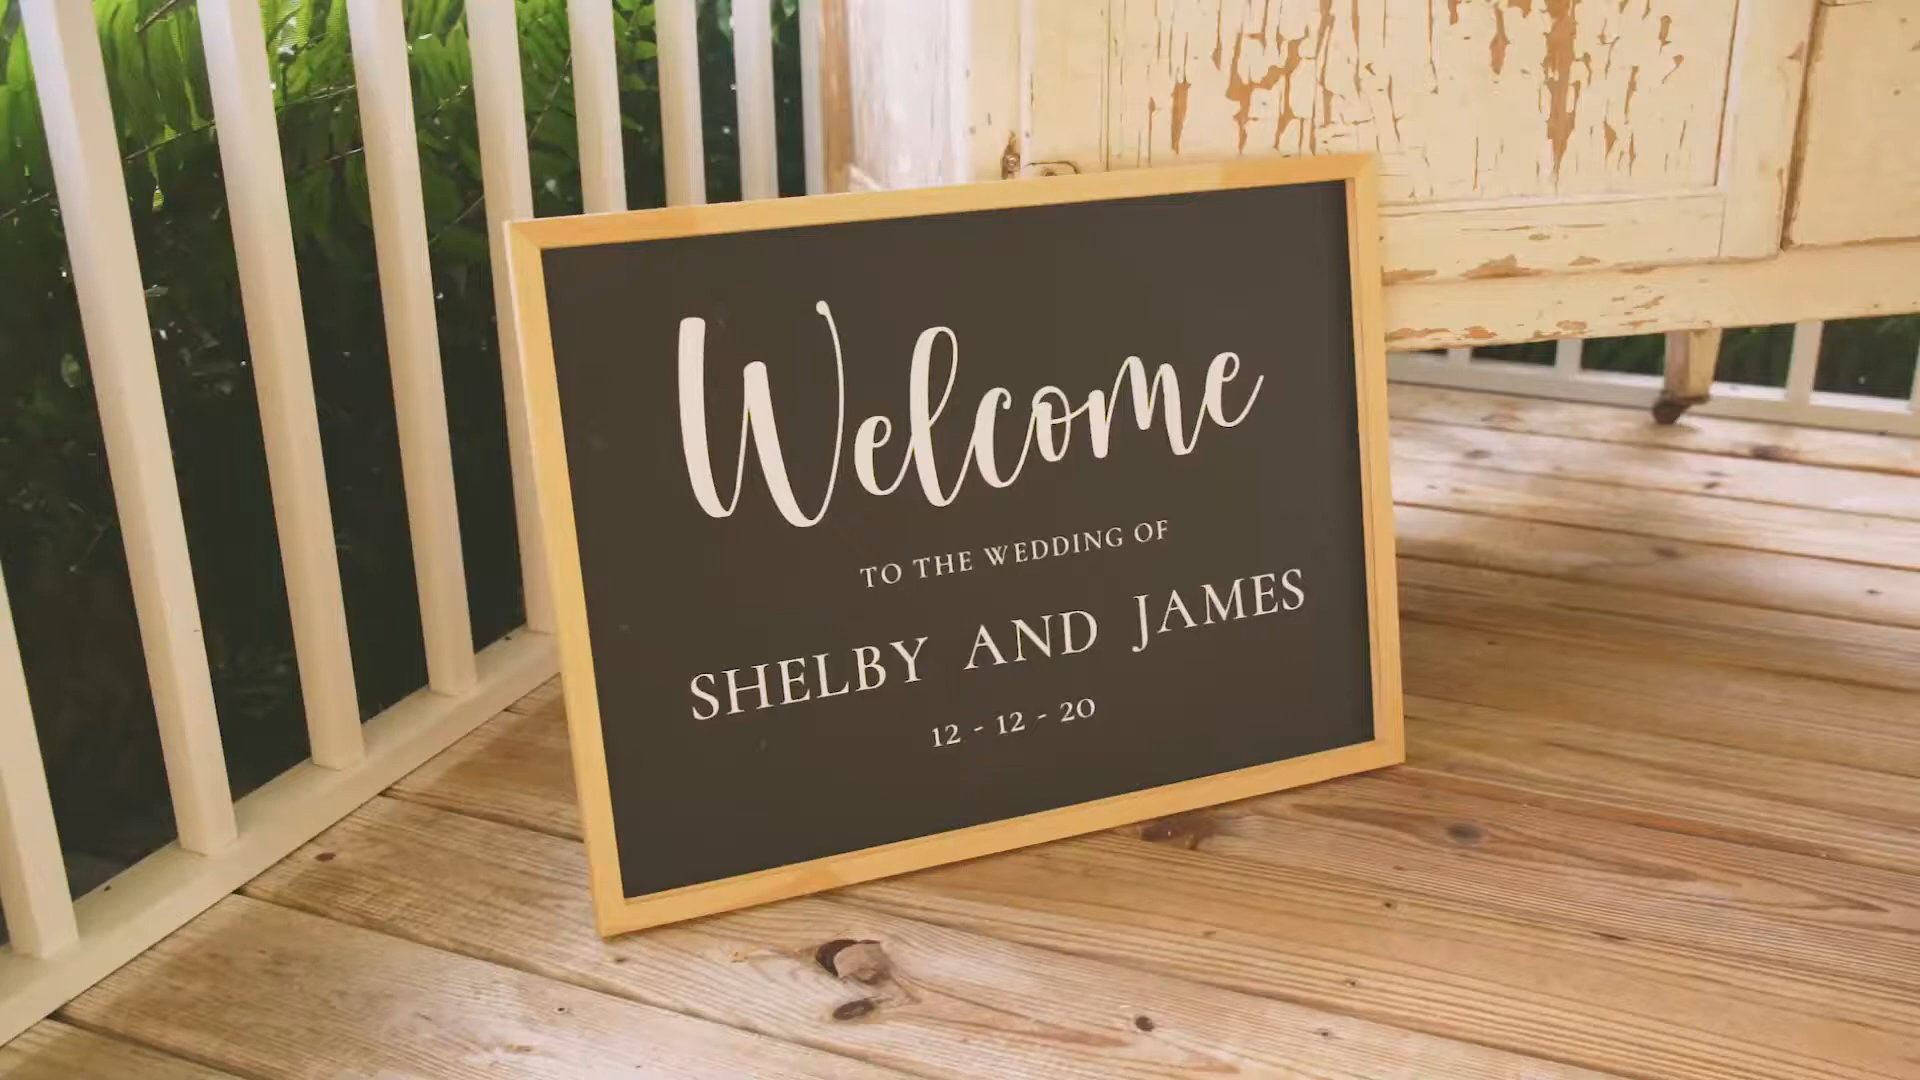 Welcome
TO THE WEDDING OF
SHELBY AND JAMES
12 - 12 - 20